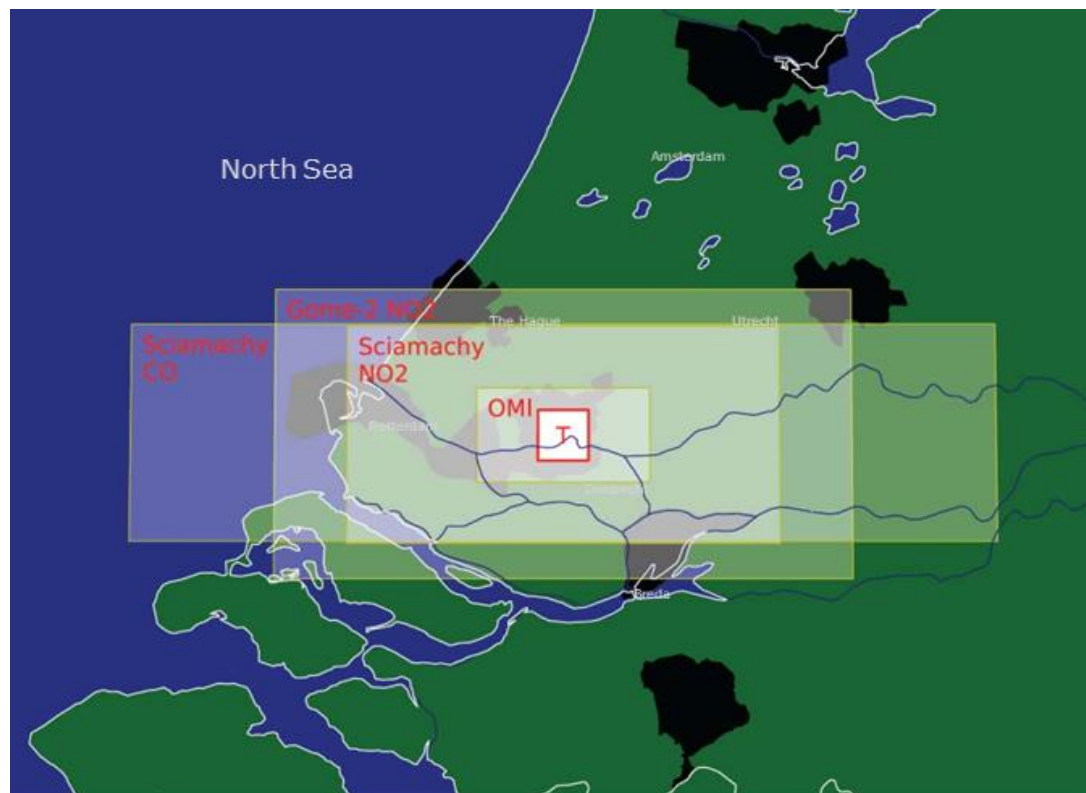 Amsterdam
North Sea
Gome-2 NO2
The Hague
Utrecht
Sciamachy
CO
Sciamachy
NO2
OMI
T
Rotterdam
Breda